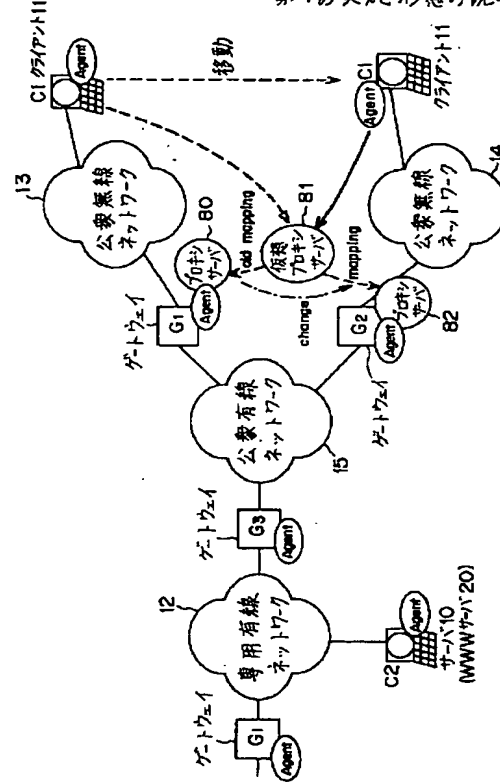 C1 クライアント11
Agent
移動
13
公衆無線
ネットワーク
80
プロキシ
サーバ
Agent
G1
ゲートウェイ
old mapping
81
仮想
プロキシ
サーバ
change
mapping
Agent
C1
クライアント11
14
公衆無線
ネットワーク
G2
Agent
プロキシ
サーバ
82
ゲートウェイ
公衆有線
ネットワーク
15
ゲートウェイ
G3
Agent
12
専用有線
ネットワーク
ゲートウェイ
G1
Agent
C2
Agent
サーバ10
(WWWサーバ20)